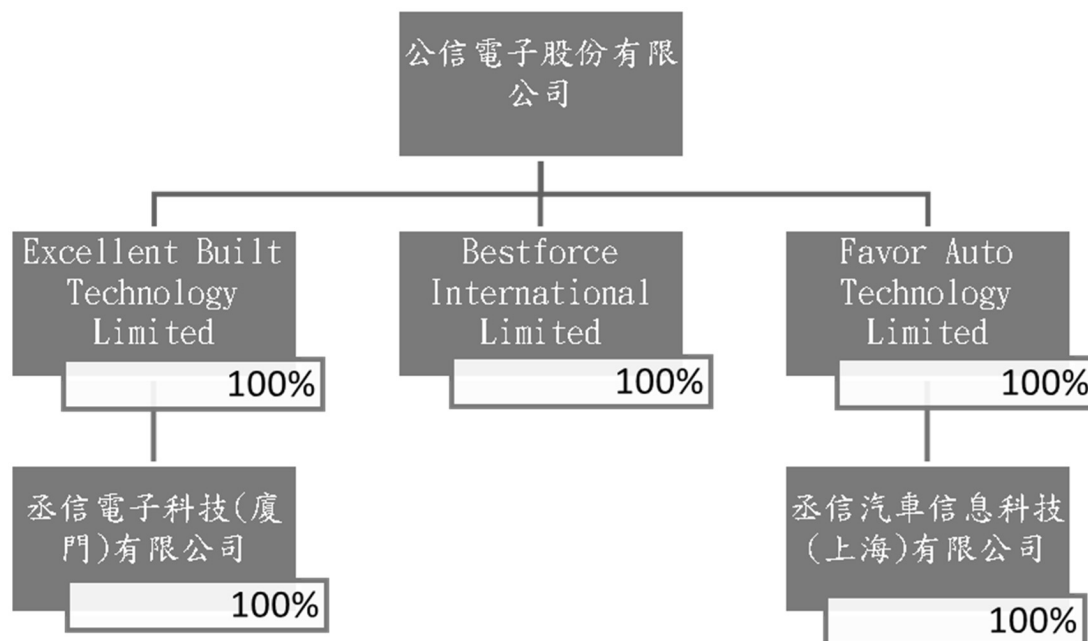 公信電子股份有限
公司
Excellent Built
Technology
Limited
100%
Bestforce
International
Limited
100%
Favor Auto
Technology
Limited
100%
丞信電子科技(廈
門)有限公司
100%
丞信汽車信息科技
(上海)有限公司
100%